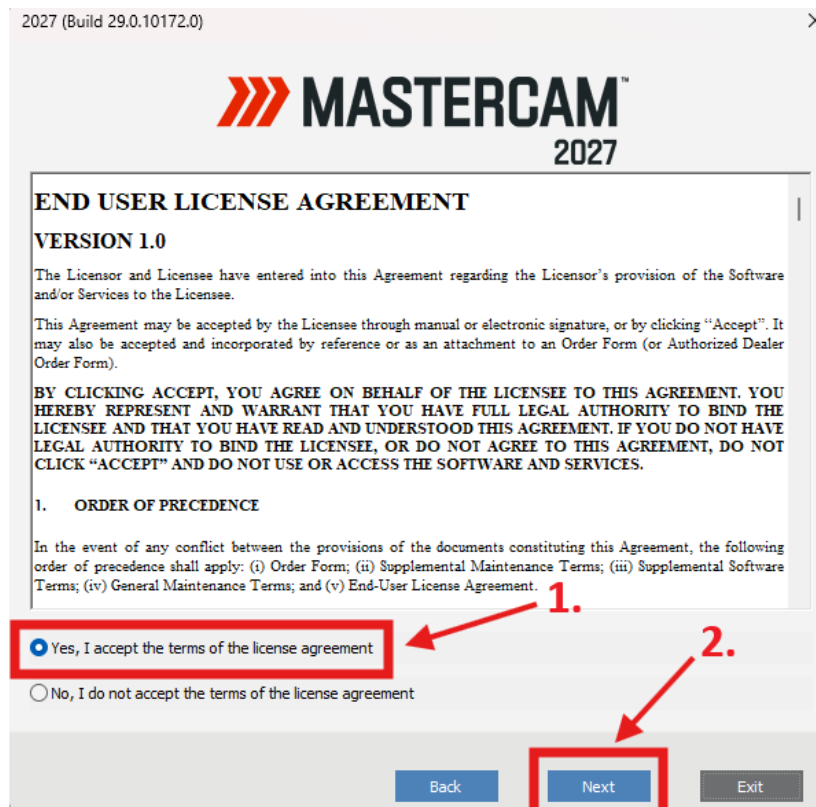 2027 (Build 29.0.10172.0)
MASTERCAM™
2027
END USER LICENSE AGREEMENT
VERSION 1.0
The Licensor and Licensee have entered into this Agreement regarding the Licensor's provision of the Software
and/or Services to the Licensee.
This Agreement may be accepted by the Licensee through manual or electronic signature, or by clicking “Accept”. It
may also be accepted and incorporated by reference or as an attachment to an Order Form (or Authorized Dealer
Order Form).
BY CLICKING ACCEPT, YOU AGREE ON BEHALF OF THE LICENSEE TO THIS AGREEMENT. YOU
HEREBY REPRESENT AND WARRANT THAT YOU HAVE FULL LEGAL AUTHORITY TO BIND THE
LICENSEE AND THAT YOU HAVE READ AND UNDERSTOOD THIS AGREEMENT. IF YOU DO NOT HAVE
LEGAL AUTHORITY TO BIND THE LICENSEE, OR DO NOT AGREE TO THIS AGREEMENT, DO NOT
CLICK “ACCEPT” AND DO NOT USE OR ACCESS THE SOFTWARE AND SERVICES.
1. ORDER OF PRECEDENCE
In the event of any conflict between the provisions of the documents constituting this Agreement, the following
order of precedence shall apply: (i) Order Form; (ii) Supplemental Maintenance Terms; (iii) Supplemental Software
Terms; (iv) General Maintenance Terms; and (v) End-User License Agreement.
1.
Yes, I accept the terms of the license agreement
2.
No, I do not accept the terms of the license agreement
Back
Next
Exit